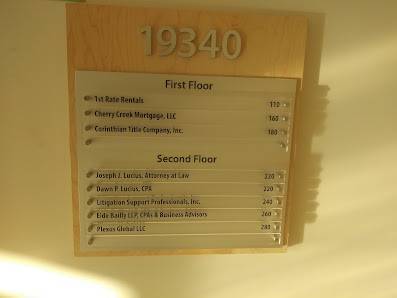 19340
First Floor
1st Rate Rentals 110
Cherry Creek Mortgage, LLC 160
Corinthian Title Company, Inc. 180
Second Floor
Joseph J. Lucius, Attorney at Law 220
Dawn P. Lucius, CPA 220
Litigation Support Professionals, Inc. 240
Eide Bailly LLP, CPAs & Business Advisors 260
Plexus Global LLC 280